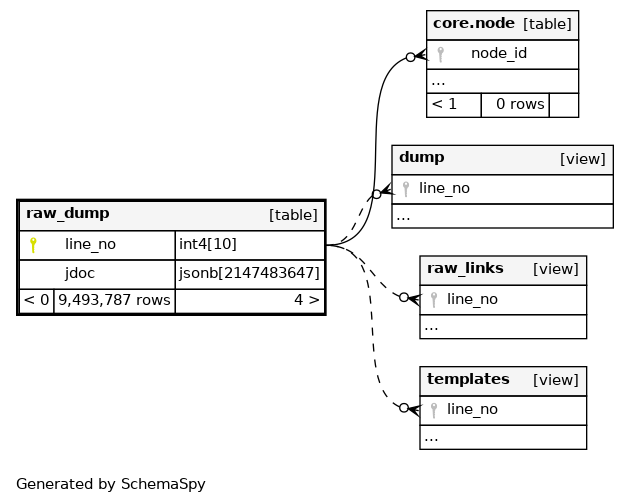 core.node [table]
node_id
...
< 1 0 rows
dump [view]
line_no
...
raw_dump [table]
line_no int4[10]
jdoc jsonb[2147483647]
< 0 9,493,787 rows 4 >
raw_links [view]
line_no
...
templates [view]
line_no
...
Generated by SchemaSpy